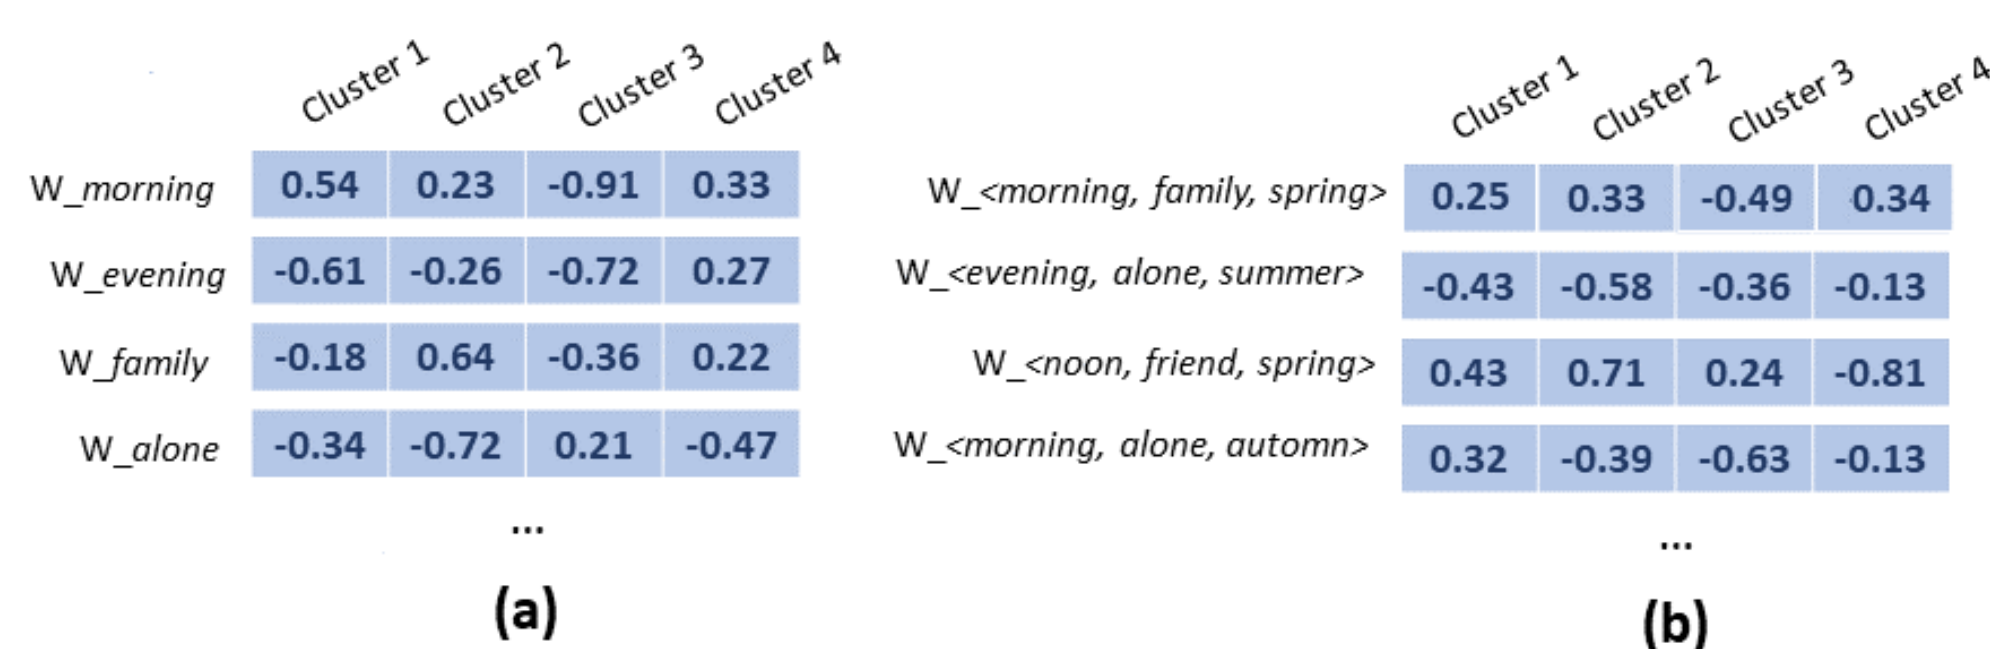 Cluster 1 Cluster 2 Cluster 3 Cluster 4
W_morning 0.54 0.23 -0.91 0.33
W_evening -0.61 -0.26 -0.72 0.27
W_family -0.18 0.64 -0.36 0.22
W_alone -0.34 -0.72 0.21 -0.47
...
(a)
Cluster 1 Cluster 2 Cluster 3 Cluster 4
W_<morning, family, spring> 0.25 0.33 -0.49 0.34
W_<evening, alone, summer> -0.43 -0.58 -0.36 -0.13
W_<noon, friend, spring> 0.43 0.71 0.24 -0.81
W_<morning, alone, automn> 0.32 -0.39 -0.63 -0.13
...
(b)